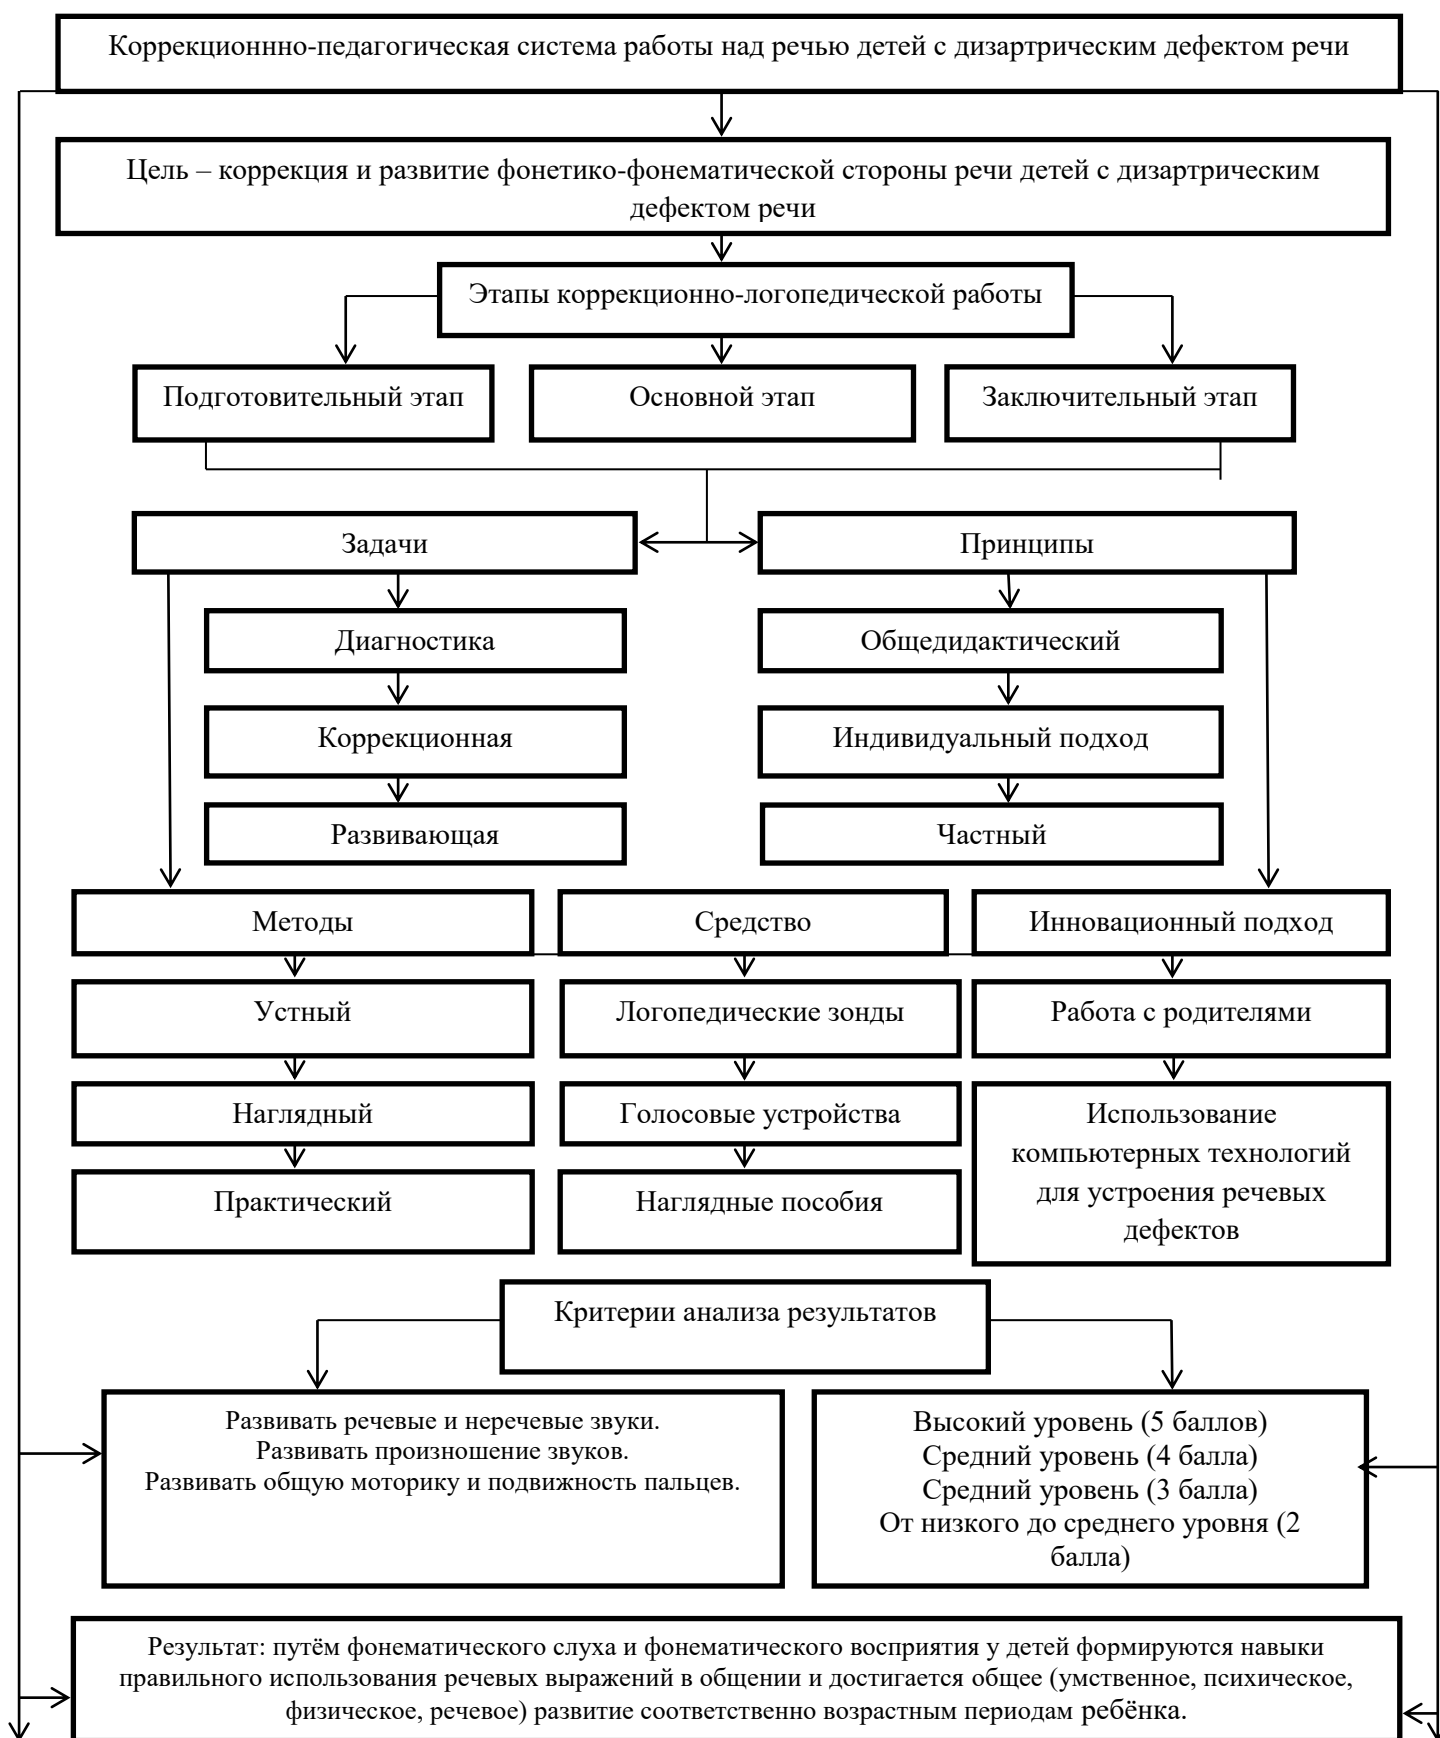 Коррекционнно-педагогическая система работы над речью детей с дизартрическим дефектом речи
Цель – коррекция и развитие фонетико-фонематической стороны речи детей с дизартрическим
дефектом речи
Этапы коррекционно-логопедической работы
Подготовительный этап
Основной этап
Заключительный этап
Задачи
Принципы
Диагностика
Общедидактический
Коррекционная
Индивидуальный подход
Развивающая
Частный
Методы
Средство
Инновационный подход
Устный
Логопедические зонды
Работа с родителями
Наглядный
Голосовые устройства
Использование
компьютерных технологий
для устроения речевых
дефектов
Практический
Наглядные пособия
Критерии анализа результатов
Развивать речевые и неречевые звуки.
Развивать произношение звуков.
Развивать общую моторику и подвижность пальцев.
Высокий уровень (5 баллов)
Средний уровень (4 балла)
Средний уровень (3 балла)
От низкого до среднего уровня (2
балла)
Результат: путём фонематического слуха и фонематического восприятия у детей формируются навыки
правильного использования речевых выражений в общении и достигается общее (умственное, психическое,
физическое, речевое) развитие соответственно возрастным периодам ребёнка.